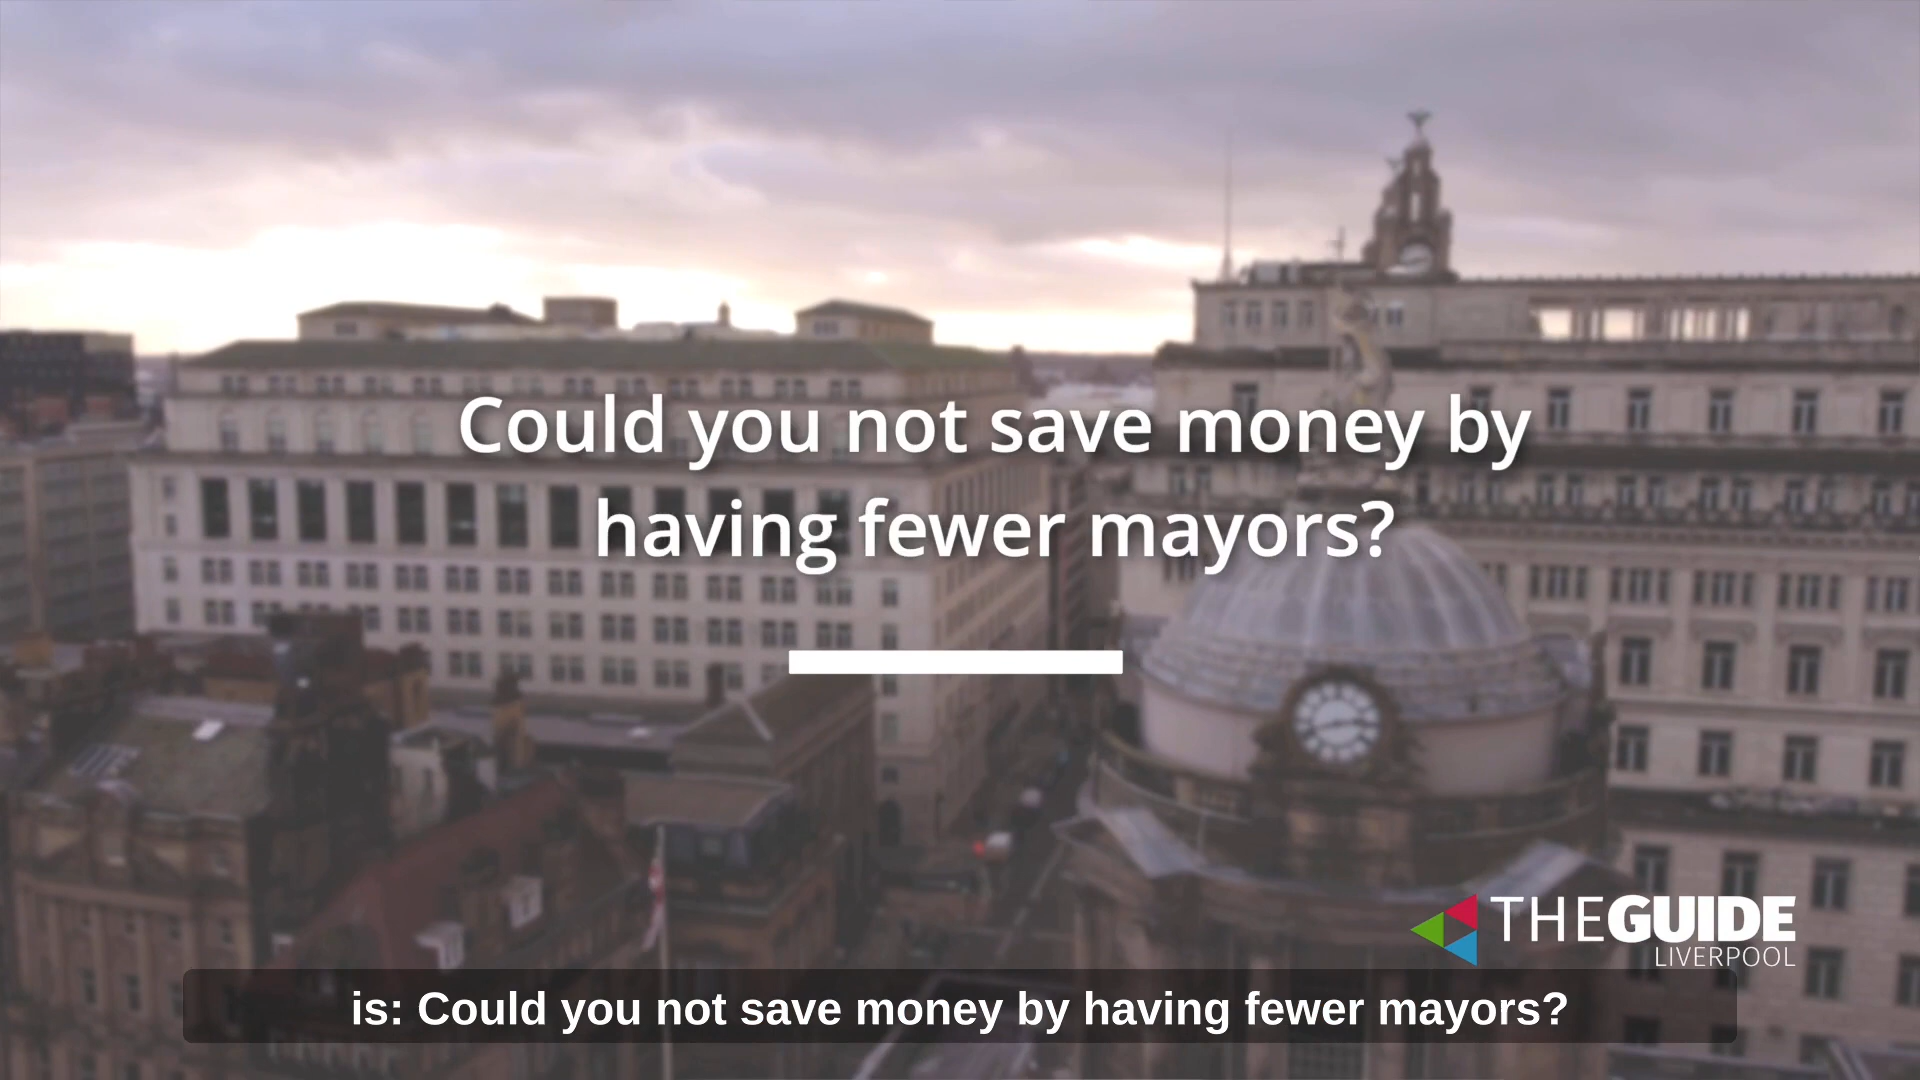 Could you not save money by
having fewer mayors?
THEGUIDE
LIVERPOOL
is: Could you not save money by having fewer mayors?